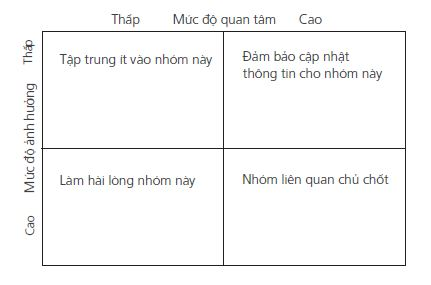 Thấp Mức độ quan tâm Cao
Thấp
Mức độ ảnh hưởng
Cao
Tập trung ít vào nhóm này
Đảm bảo cập nhật
thông tin cho nhóm này
Làm hài lòng nhóm này
Nhóm liên quan chủ chốt